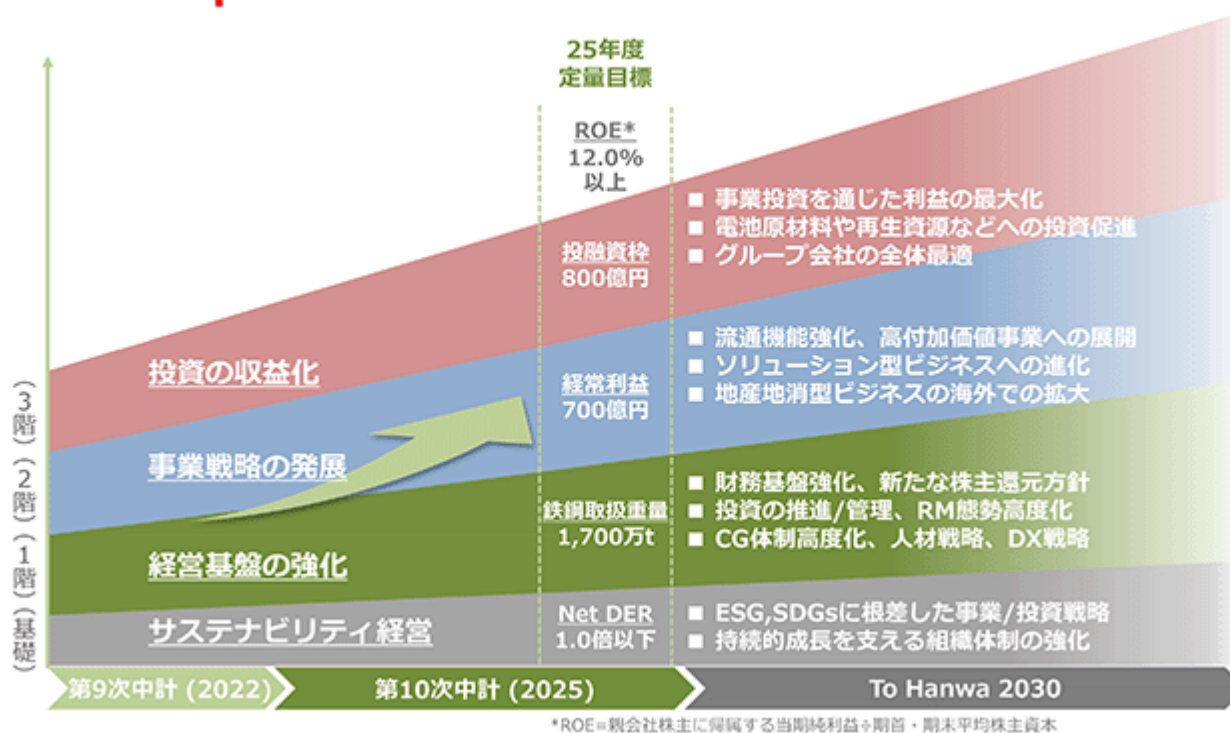 25年度
定量目標
ROE*
12.0%
以上
■ 事業投資を通じた利益の最大化
■ 電池原材料や再生資源などへの投資促進
■ グループ会社の全体最適
投融資枠
800億円
投資の収益化
(3階)
■ 流通機能強化、高付加価値事業への展開
■ ソリューション型ビジネスへの進化
■ 地産地消型ビジネスの海外での拡大
経常利益
700億円
事業戦略の発展
(2階)
■ 財務基盤強化、新たな株主還元方針
■ 投資の推進/管理、RM態勢高度化
■ CG体制高度化、人材戦略、DX戦略
鉄鋼取扱重量
1,700万t
経営基盤の強化
(1階)
■ ESG,SDGsに根差した事業/投資戦略
■ 持続的成長を支える組織体制の強化
Net DER
1.0倍以下
サステナビリティ経営
(基礎)
第9次中計 (2022)
第10次中計 (2025)
To Hanwa 2030
*ROE=親会社株主に帰属する当期純利益÷期首・期末平均株主資本